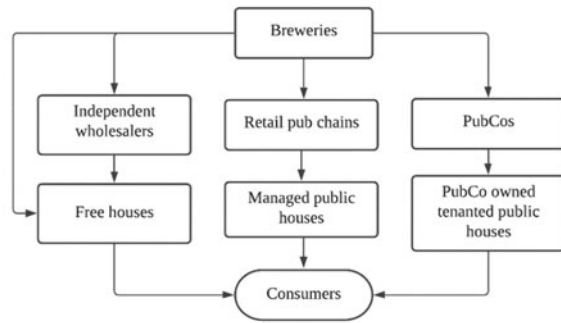 Breweries
Independent
wholesalers
Retail pub chains
PubCos
Free houses
Managed public
houses
PubCo owned
tenanted public
houses
Consumers